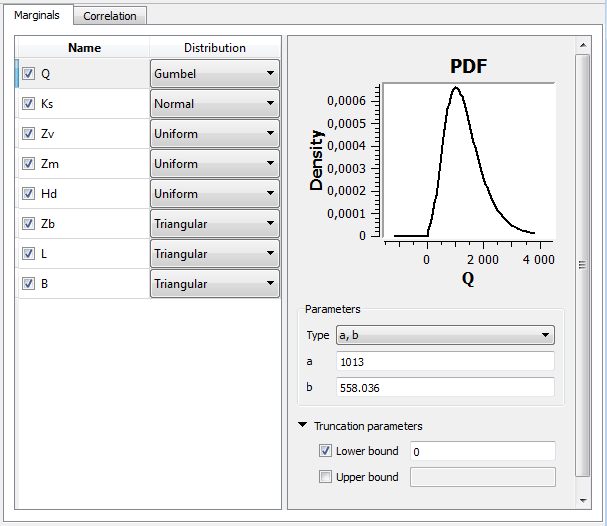 Marginals Correlation
Name Distribution
Q Gumbel
Ks Normal
Zv Uniform
Zm Uniform
Hd Uniform
Zb Triangular
L Triangular
B Triangular
PDF
Density
0,0006
0,0005
0,0004
0,0003
0,0002
0,0001
0
0 2 000 4 000
Q
Parameters
Type a, b
a 1013
b 558.036
Truncation parameters
Lower bound 0
Upper bound